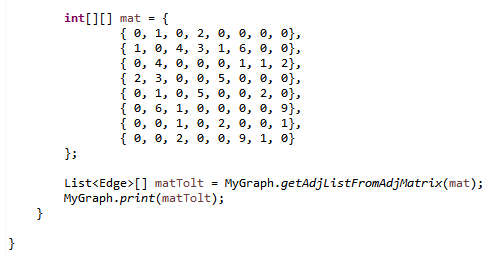 int[][] mat = {
{ 0, 1, 0, 2, 0, 0, 0, 0},
{ 1, 0, 4, 3, 1, 6, 0, 0},
{ 0, 4, 0, 0, 0, 1, 1, 2},
{ 2, 3, 0, 0, 5, 0, 0, 0},
{ 0, 1, 0, 5, 0, 0, 2, 0},
{ 0, 6, 1, 0, 0, 0, 0, 9},
{ 0, 0, 1, 0, 2, 0, 0, 1},
{ 0, 0, 2, 0, 0, 9, 1, 0}
};
List<Edge>[] matTolt = MyGraph.getAdjListFromAdjMatrix(mat);
MyGraph.print(matTolt);
}
}